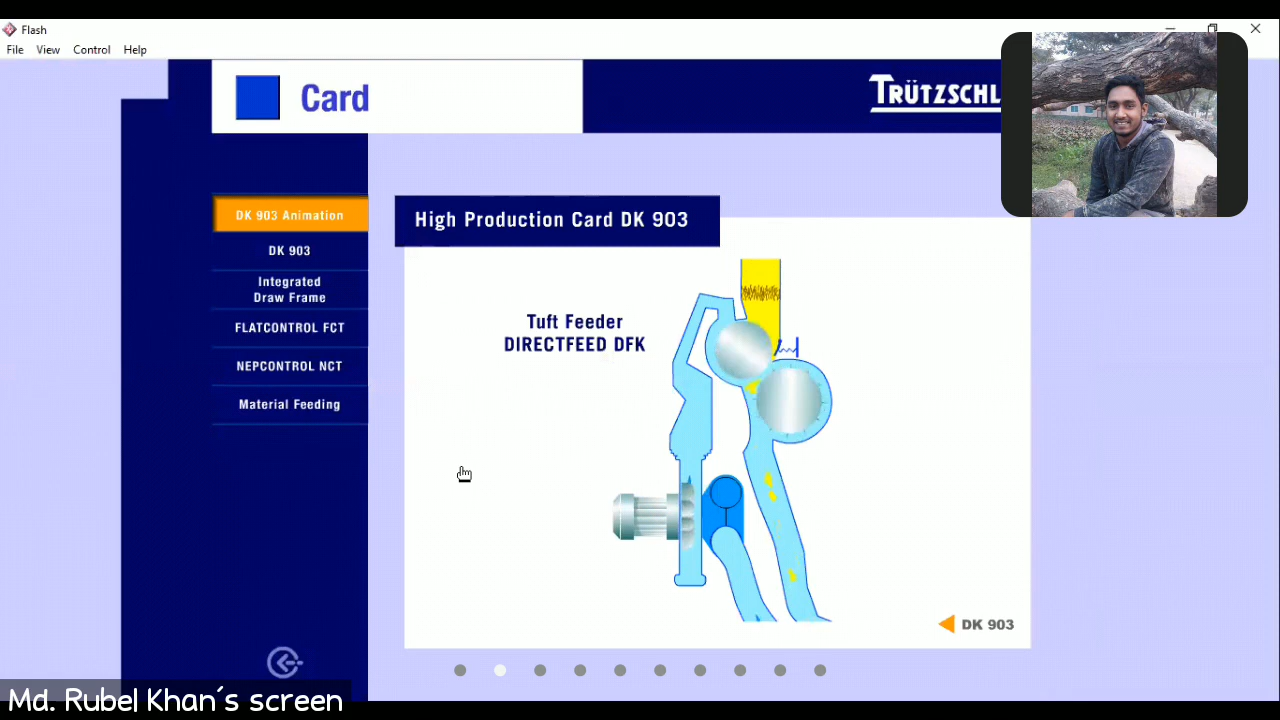 Flash
File View Control Help
Card
TRÜTZSCHL
DK 903 Animation
DK 903
Integrated
Draw Frame
FLATCONTROL FCT
NEPCONTROL NCT
Material Feeding
High Production Card DK 903
Tuft Feeder
DIRECTFEED DFK
DK 903
Md. Rubel Khan's screen